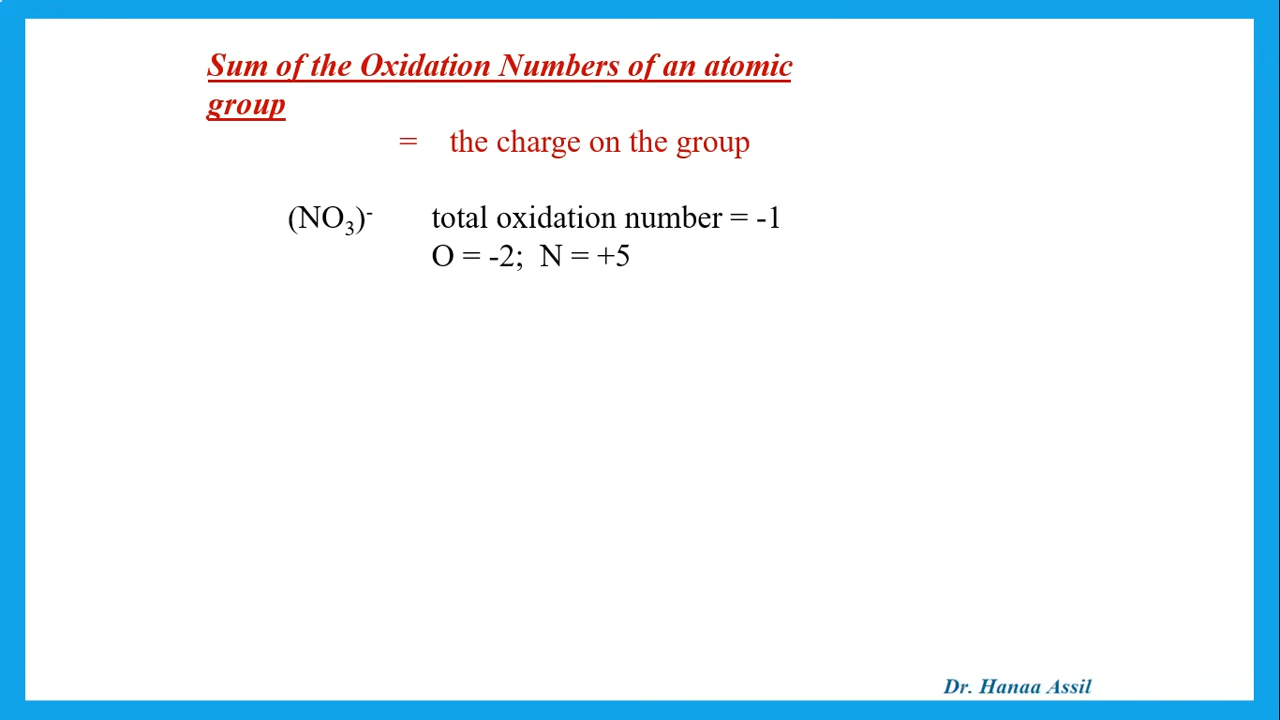 Sum of the Oxidation Numbers of an atomic
group
= the charge on the group
(NO₃)⁻ total oxidation number = -1
O = -2; N = +5
Dr. Hanaa Assil